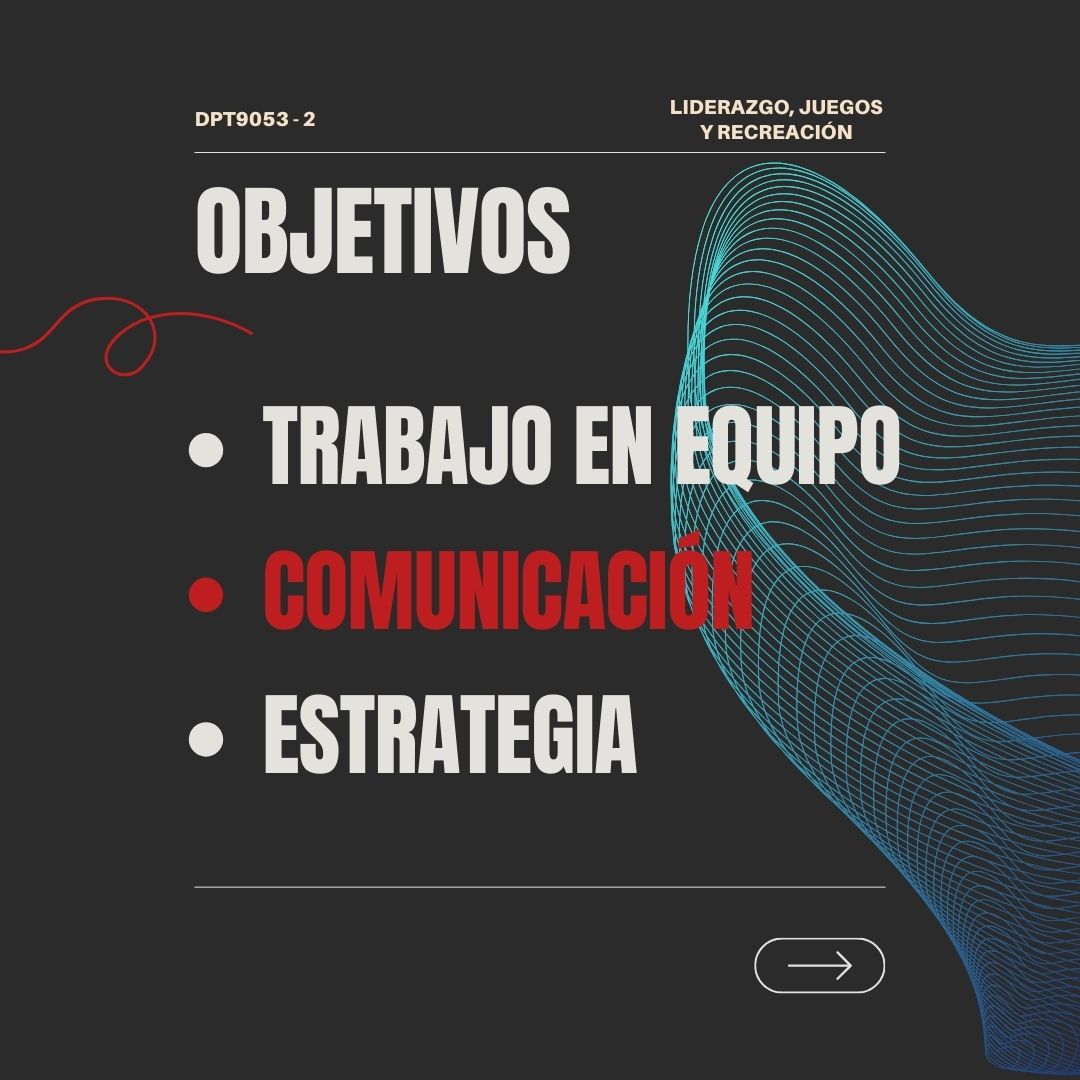 DPT9053 - 2
LIDERAZGO, JUEGOS
Y RECREACIÓN
OBJETIVOS
• TRABAJO EN EQUIPO
• COMUNICACIÓN
• ESTRATEGIA